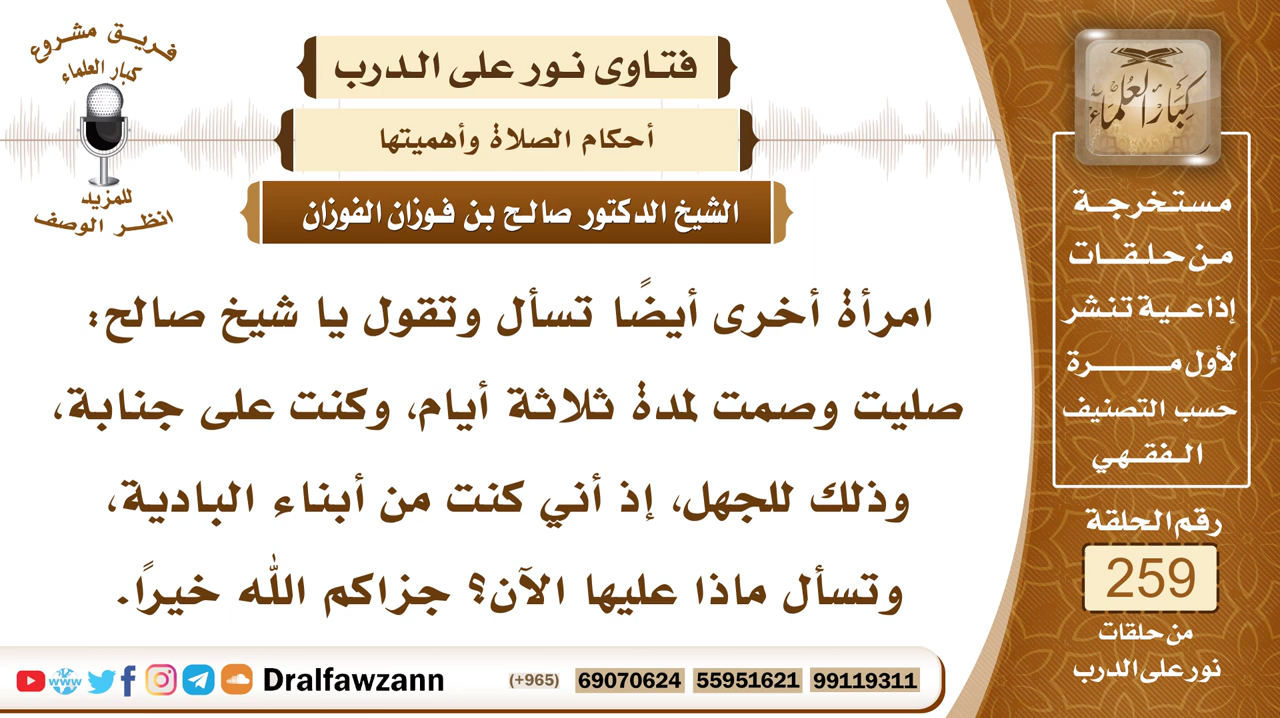 فريق مشروع
كبار العلماء
للمزيد
انظر الوصف
فتاوى نور على الدرب
أحكام الصلاة وأهميتها
الشيخ الدكتور صالح بن فوزان الفوزان
امرأة أخرى أيضًا تسأل وتقول يا شيخ صالح:
صليت وصمت لمدة ثلاثة أيام، وكنت على جنابة،
وذلك للجهل، إذ أني كنت من أبناء البادية،
وتسأل ماذا عليها الآن؟ جزاكم الله خيرًا.
كبار العلماء
مستخرجة
من حلقات
إذاعية تنشر
لأول مرة
حسب التصنيف
الفقهي
رقم الحلقة
259
من حلقات
نور على الدرب
www
Dralfawzann
(+965) 69070624 55951621 99119311